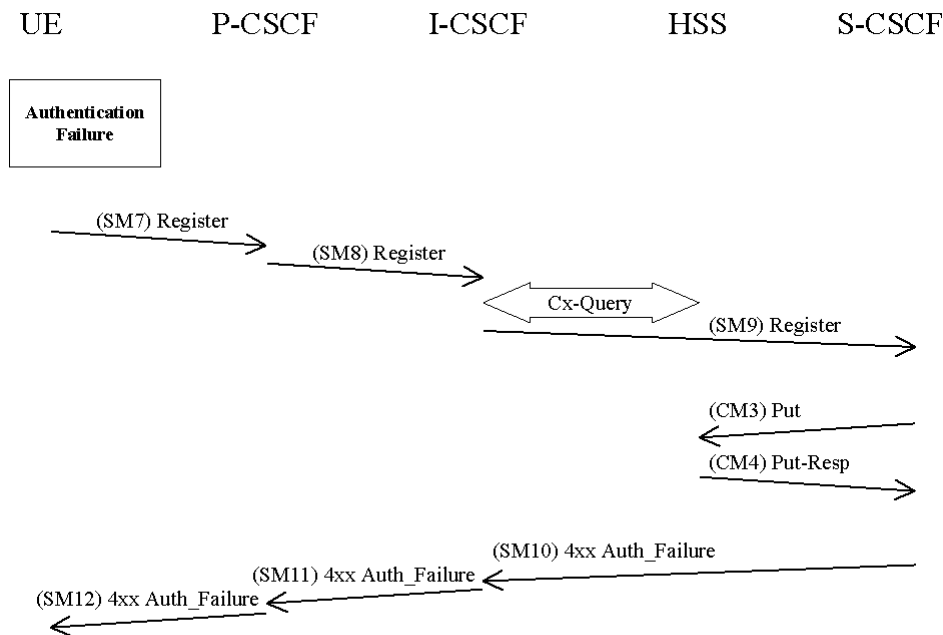 UE P-CSCF I-CSCF HSS S-CSCF
Authentication
Failure
(SM7) Register
(SM8) Register
Cx-Query
(SM9) Register
(CM3) Put
(CM4) Put-Resp
(SM10) 4xx Auth_Failure
(SM11) 4xx Auth_Failure
(SM12) 4xx Auth_Failure